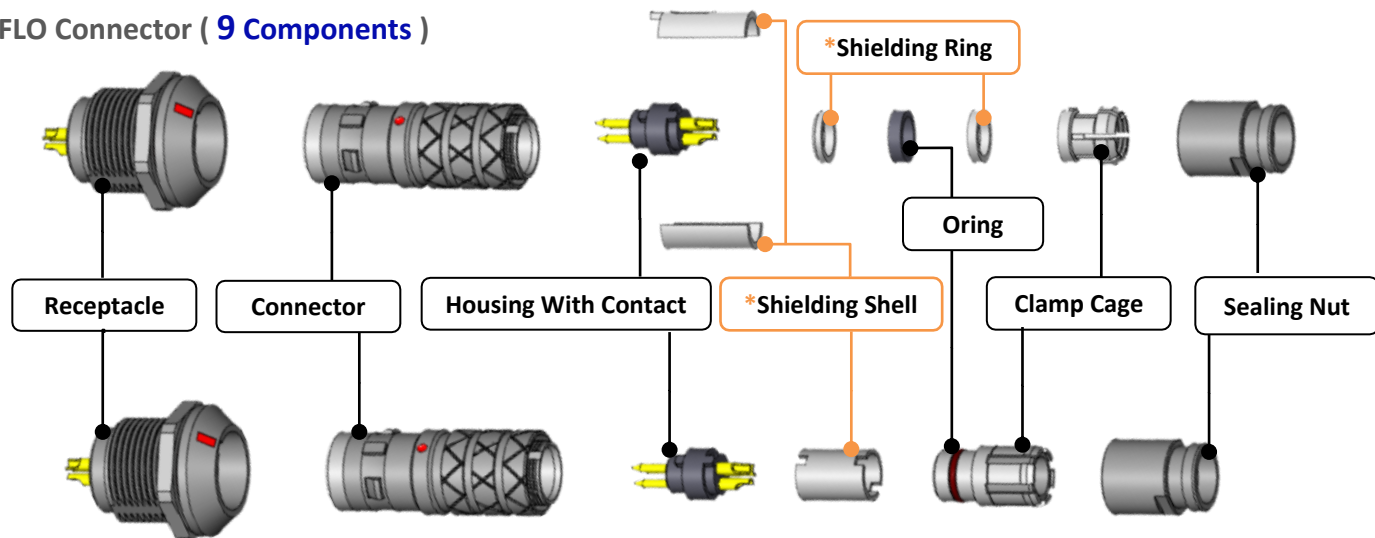 FLO Connector ( 9 Components )
*Shielding Ring
Oring
Receptacle
Connector
Housing With Contact
*Shielding Shell
Clamp Cage
Sealing Nut